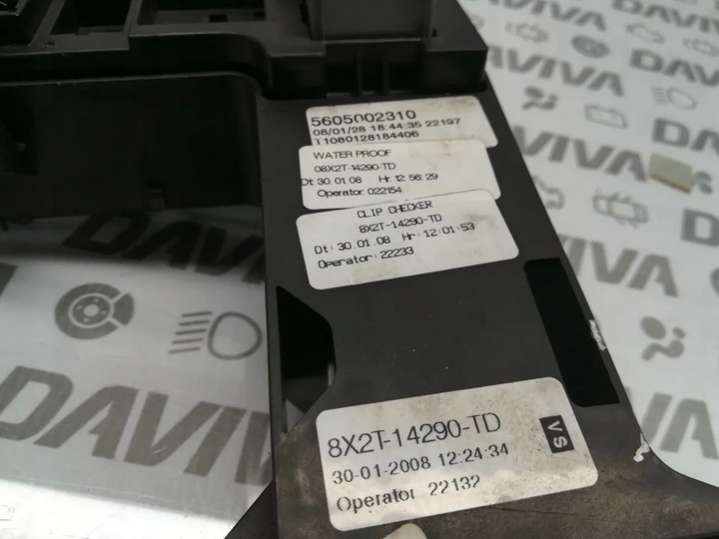 DAVIVA
DAVIVA
DAVIVA
5605002310
08/01/28 18:44:35 22197
11080128184406
WATER PROOF
08X2T-14290-TD
Dt 30 01 08 Hr 12 56 29
Operator 022154
CLIP CHECKER
8X2T-14290-TD
Dt: 30.01.08 Hr: 12:01:53
Operator: 22233
8X2T-14290-TD
VS
30-01-2008 12:24:34
Operator 22132
DAVIVA
DAVIVA